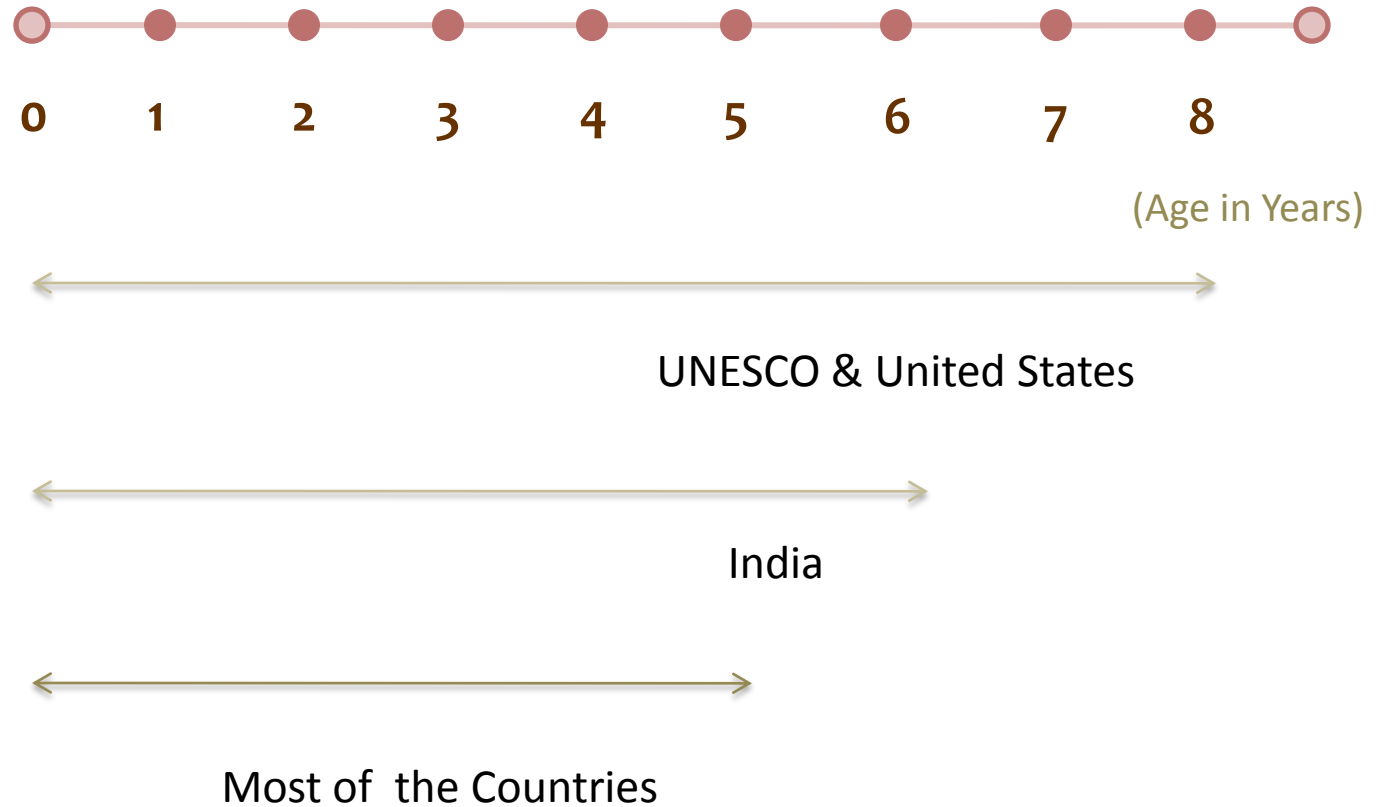 0 1 2 3 4 5 6 7 8
(Age in Years)
UNESCO & United States
India
Most of the Countries